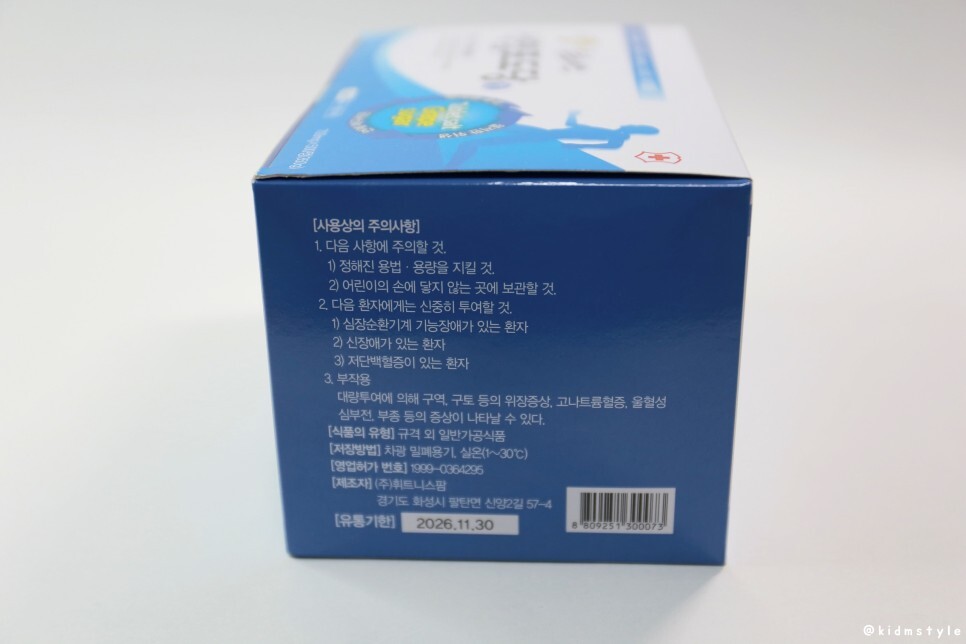 [사용상의 주의사항]
1. 다음 사항에 주의할 것.
1) 정해진 용법 · 용량을 지킬 것.
2) 어린이의 손에 닿지 않는 곳에 보관할 것.
2. 다음 환자에게는 신중히 투여할 것.
1) 심장순환기계 기능장애가 있는 환자
2) 신장애가 있는 환자
3) 저단백혈증이 있는 환자
3. 부작용
대량투여에 의해 구역, 구토 등의 위장증상, 고나트륨혈증, 울혈성
심부전, 부종 등의 증상이 나타날 수 있다.
[식품의 유형] 규격 외 일반가공식품
[저장방법] 차광 밀폐용기, 실온(1~30℃)
[영업허가 번호] 1999-0364295
[제조자] (주)휘트니스팜
경기도 화성시 팔탄면 신양2길 57-4
[유통기한] 2026.11.30
8 809251 300073
@kidmstyle